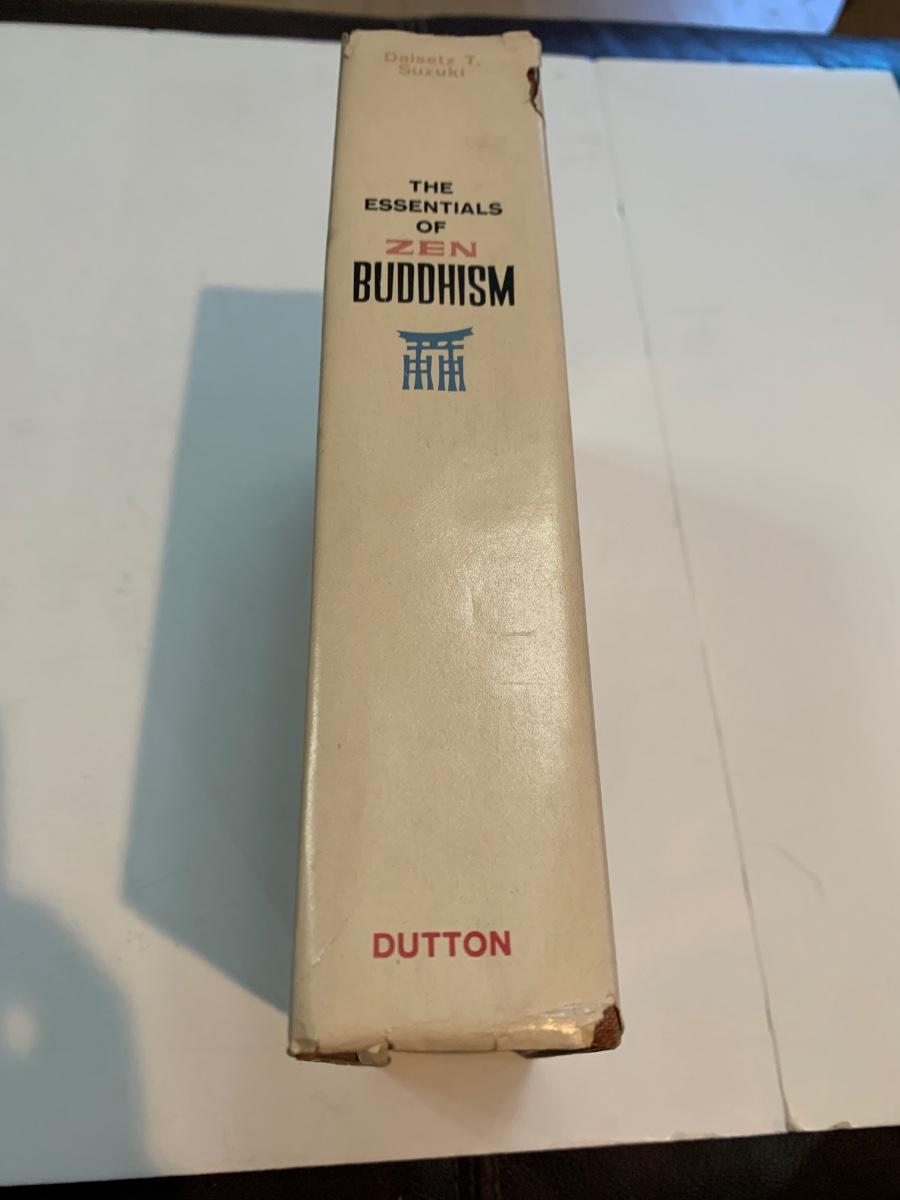 Daisetz T.
Suzuki
THE
ESSENTIALS
OF
ZEN
BUDDHISM
DUTTON